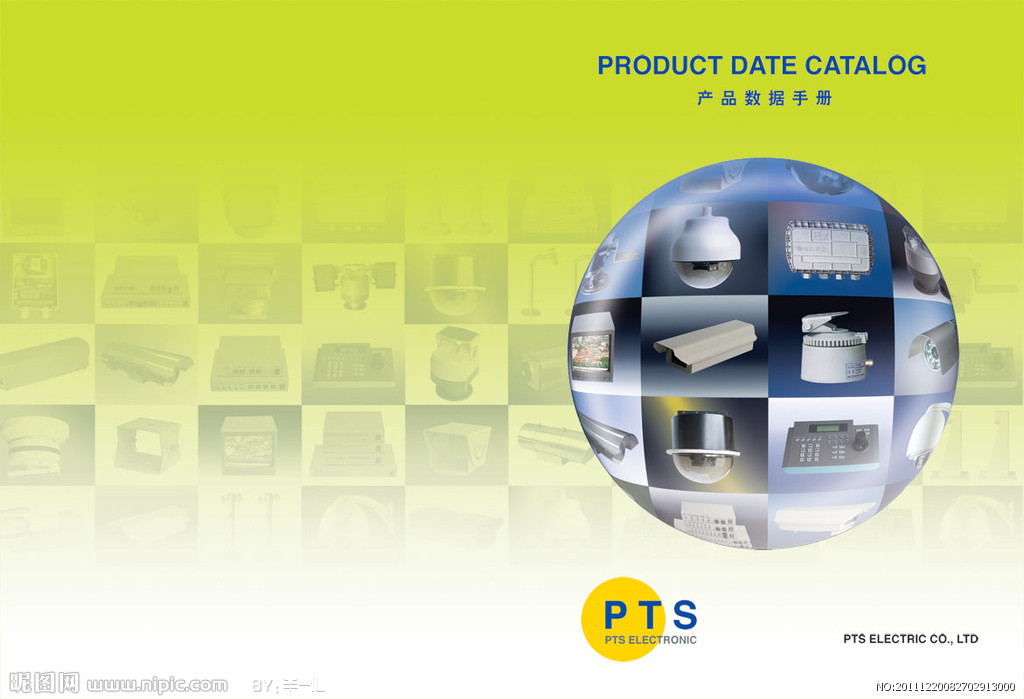 PRODUCT DATE CATALOG
产品数据手册
PTS
PTS ELECTRONIC
PTS ELECTRIC CO., LTD
昵图网 www.nipic.com
NO:20111220082702913000